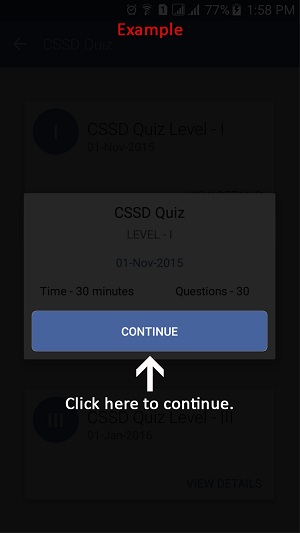 77% 1:58 PM
Example
CSSD Quiz
I CSSD Quiz Level - I
01-Nov-2015
VIEW DETAILS
CSSD Quiz
LEVEL - I
01-Nov-2015
Time - 30 minutes Questions - 30
CONTINUE
Click here to continue.
III CSSD Quiz Level - III
01-Jan-2016
VIEW DETAILS